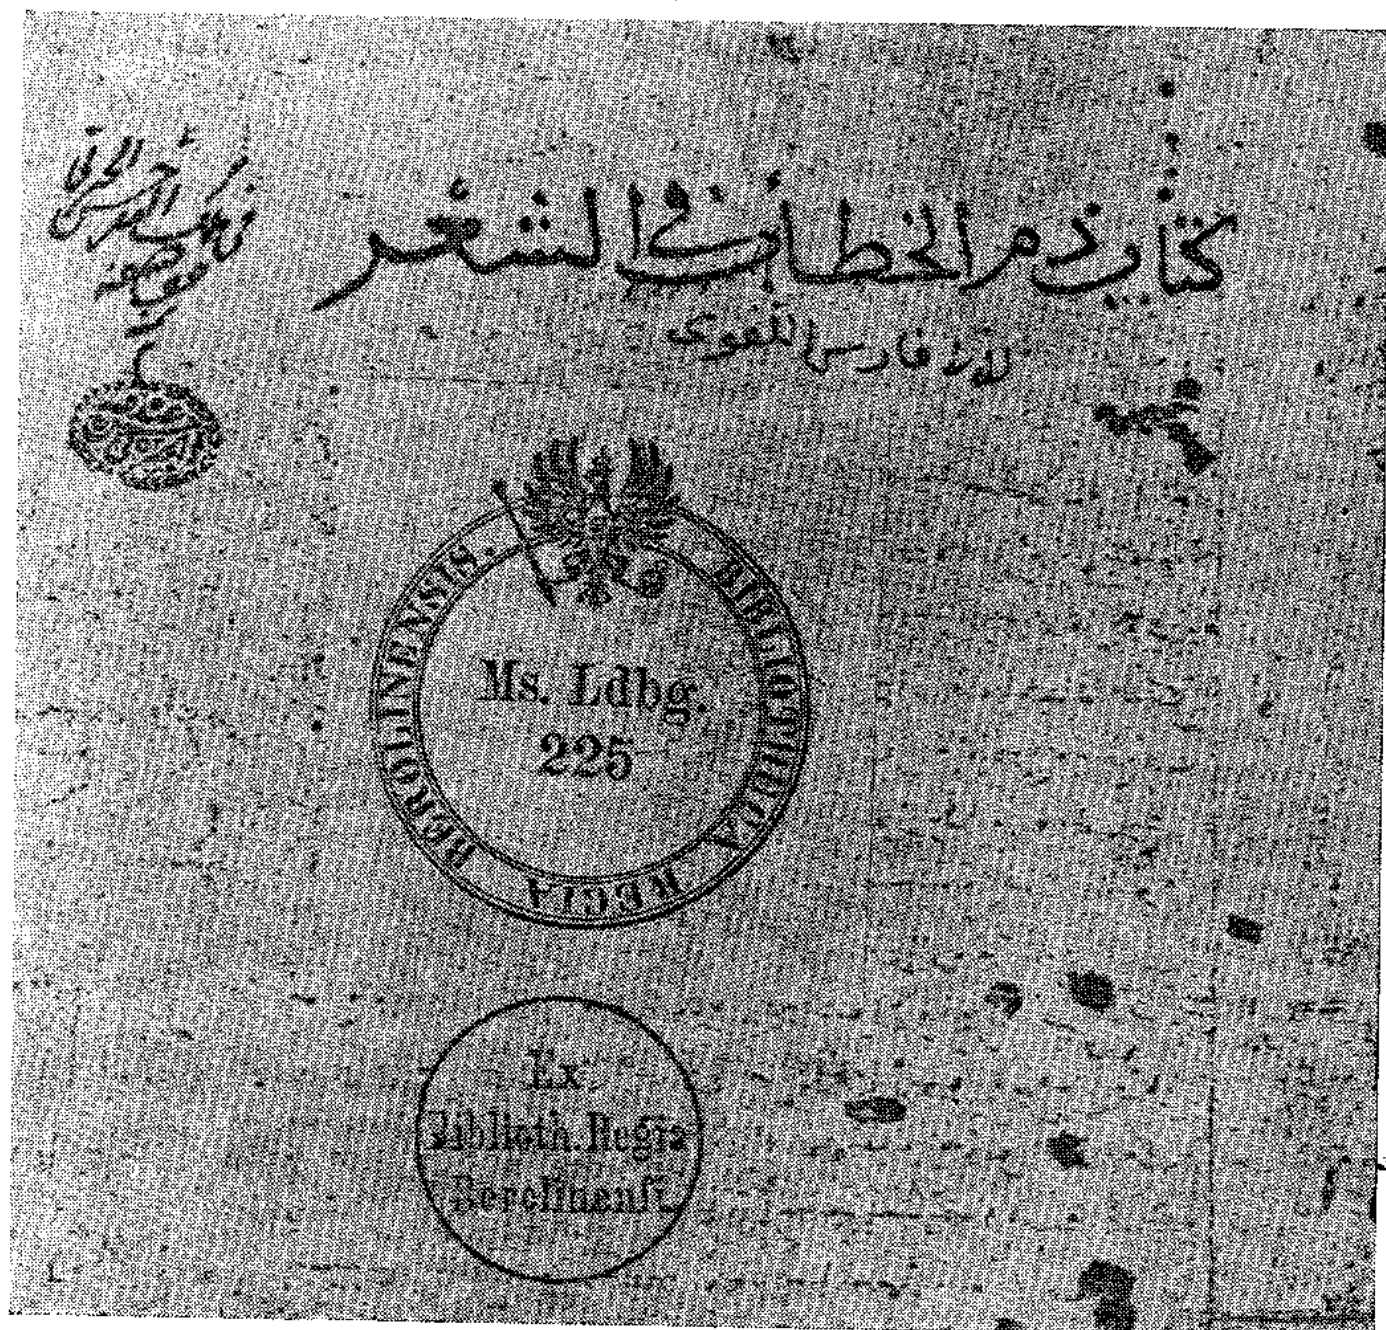 كتاب ذم الخطأ في الشعر
لابن فارس اللغوي
BIBLIOTHECA REGIA BEROLINENSIS.
Ms. Ldbg.
225
Ex
Biblioth. Regia
Berolinenſi.